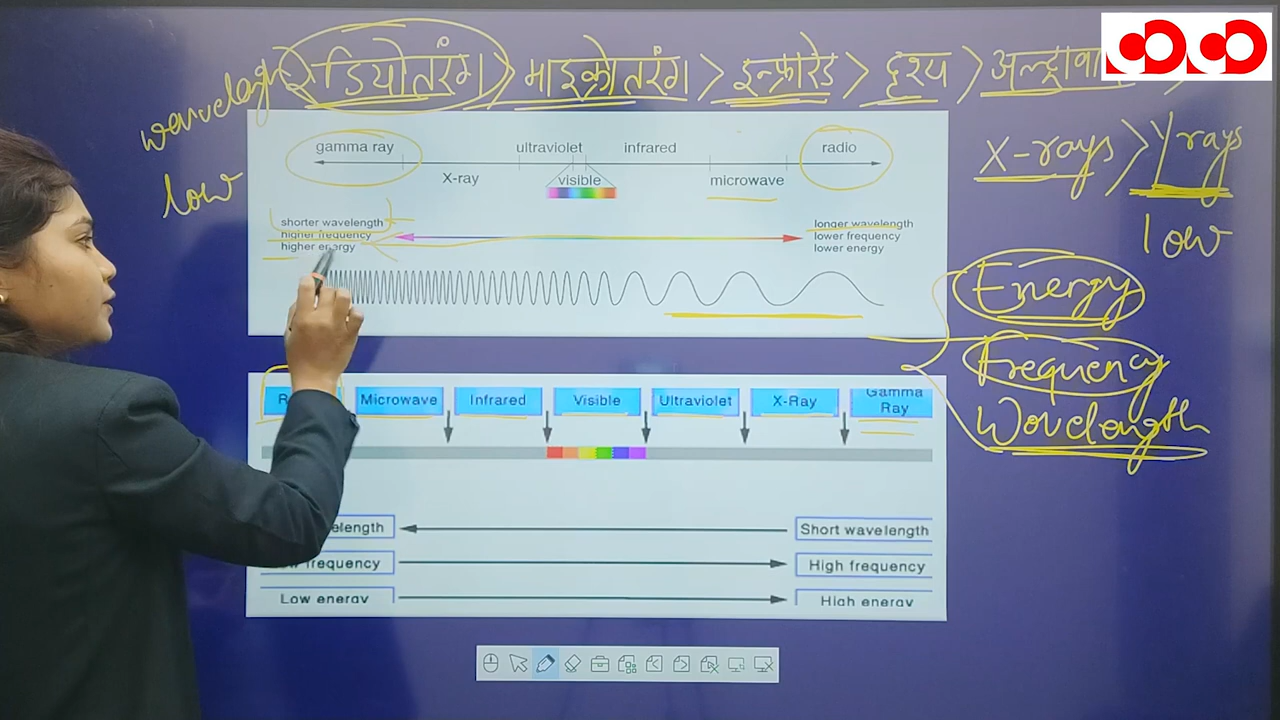 wavelength रेडियोतरंग > माइक्रोतरंग > इन्फ्रारेड > दृश्य >
X-rays > γ rays
low
low
gamma ray ultraviolet infrared radio
X-ray visible microwave
shorter wavelength longer wavelength
higher frequency lower frequency
higher energy lower energy
Energy
Frequency
Wavelength
Microwave Infrared Visible Ultraviolet X-Ray Gamma Ray
Short wavelength
frequency High frequency
Low energy High energy